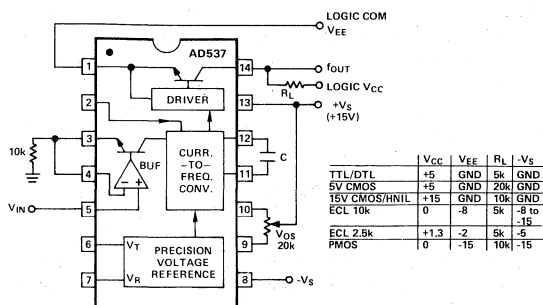 LOGIC COM
VEE
AD537
1
14
fOUT
RL
LOGIC VCC
DRIVER
2
13
+VS
(+15V)
10k
3
12
BUF
CURR.
-TO-
FREQ.
CONV.
C
4
11
- +
VIN
5
10
VOS
20k
6
VT
9
PRECISION
VOLTAGE
REFERENCE
7
VR
8
-VS
VCC VEE RL -VS
TTL/DTL +5 GND 5k GND
5V CMOS +5 GND 20k GND
15V CMOS/HNIL +15 GND 10k GND
ECL 10k 0 -8 5k -8 to
-15
ECL 2.5k +1.3 -2 5k -5
PMOS 0 -15 10k -15